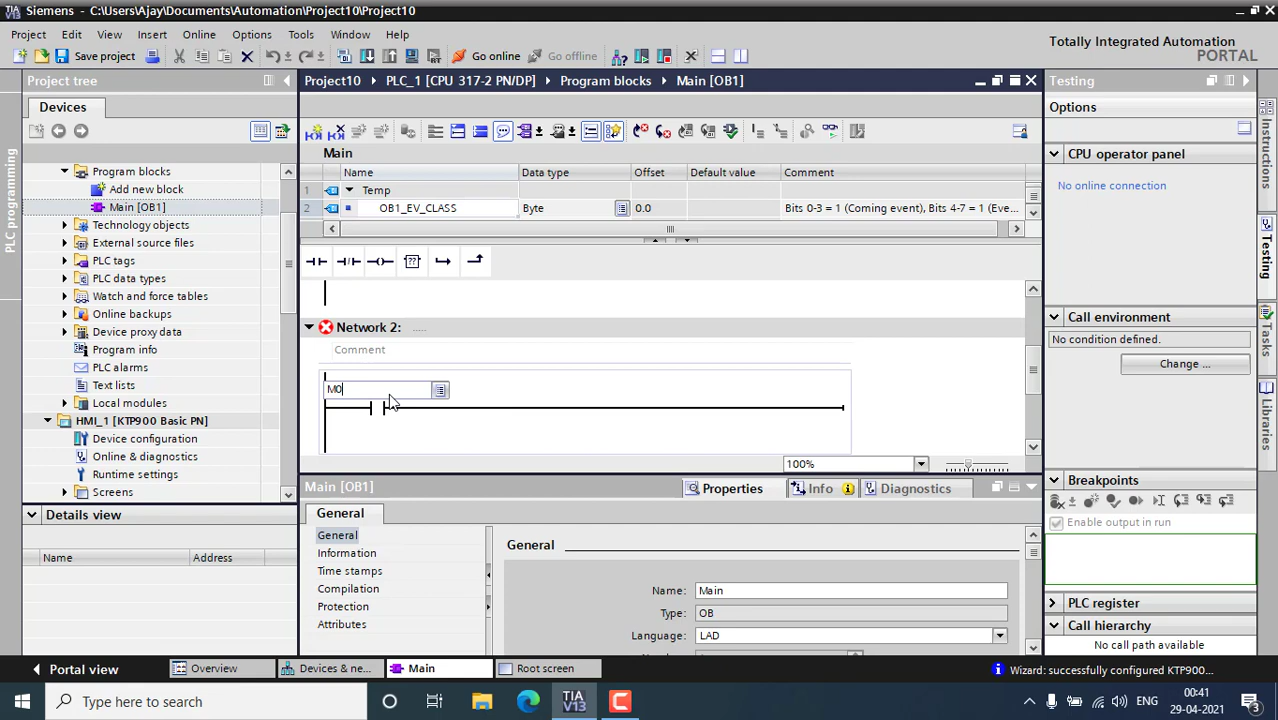 Siemens - C:\Users\Ajay\Documents\Automation\Project10\Project10
TIA
V13
Project Edit View Insert Online Options Tools Window Help
Totally Integrated Automation
PORTAL
Save project
Go online
Go offline
Project tree
Devices
PLC programming
Program blocks
Add new block
Main [OB1]
Technology objects
External source files
PLC tags
PLC data types
Watch and force tables
Online backups
Device proxy data
Program info
PLC alarms
Text lists
Local modules
HMI_1 [KTP900 Basic PN]
Device configuration
Online & diagnostics
Runtime settings
Screens
Details view
Name Address
Project10 PLC_1 [CPU 317-2 PN/DP] Program blocks Main [OB1]
Main
Name Data type Offset Default value Comment
1 Temp
2 OB1_EV_CLASS Byte 0.0 Bits 0-3 = 1 (Coming event), Bits 4-7 = 1 (Eve...
??
Network 2: .....
Comment
M0
100%
Main [OB1]
Properties Info Diagnostics
General
General
Information
Time stamps
Compilation
Protection
Attributes
General
Name: Main
Type: OB
Language: LAD
Testing
Options
CPU operator panel
No online connection
Call environment
No condition defined.
Change ...
Breakpoints
Enable output in run
PLC register
Call hierarchy
No call path available
Instructions
Testing
Tasks
Libraries
Portal view Overview Devices & ne... Main Root screen
Wizard: successfully configured KTP900...
Type here to search
TIA
V13
ENG
00:41
29-04-2021
3